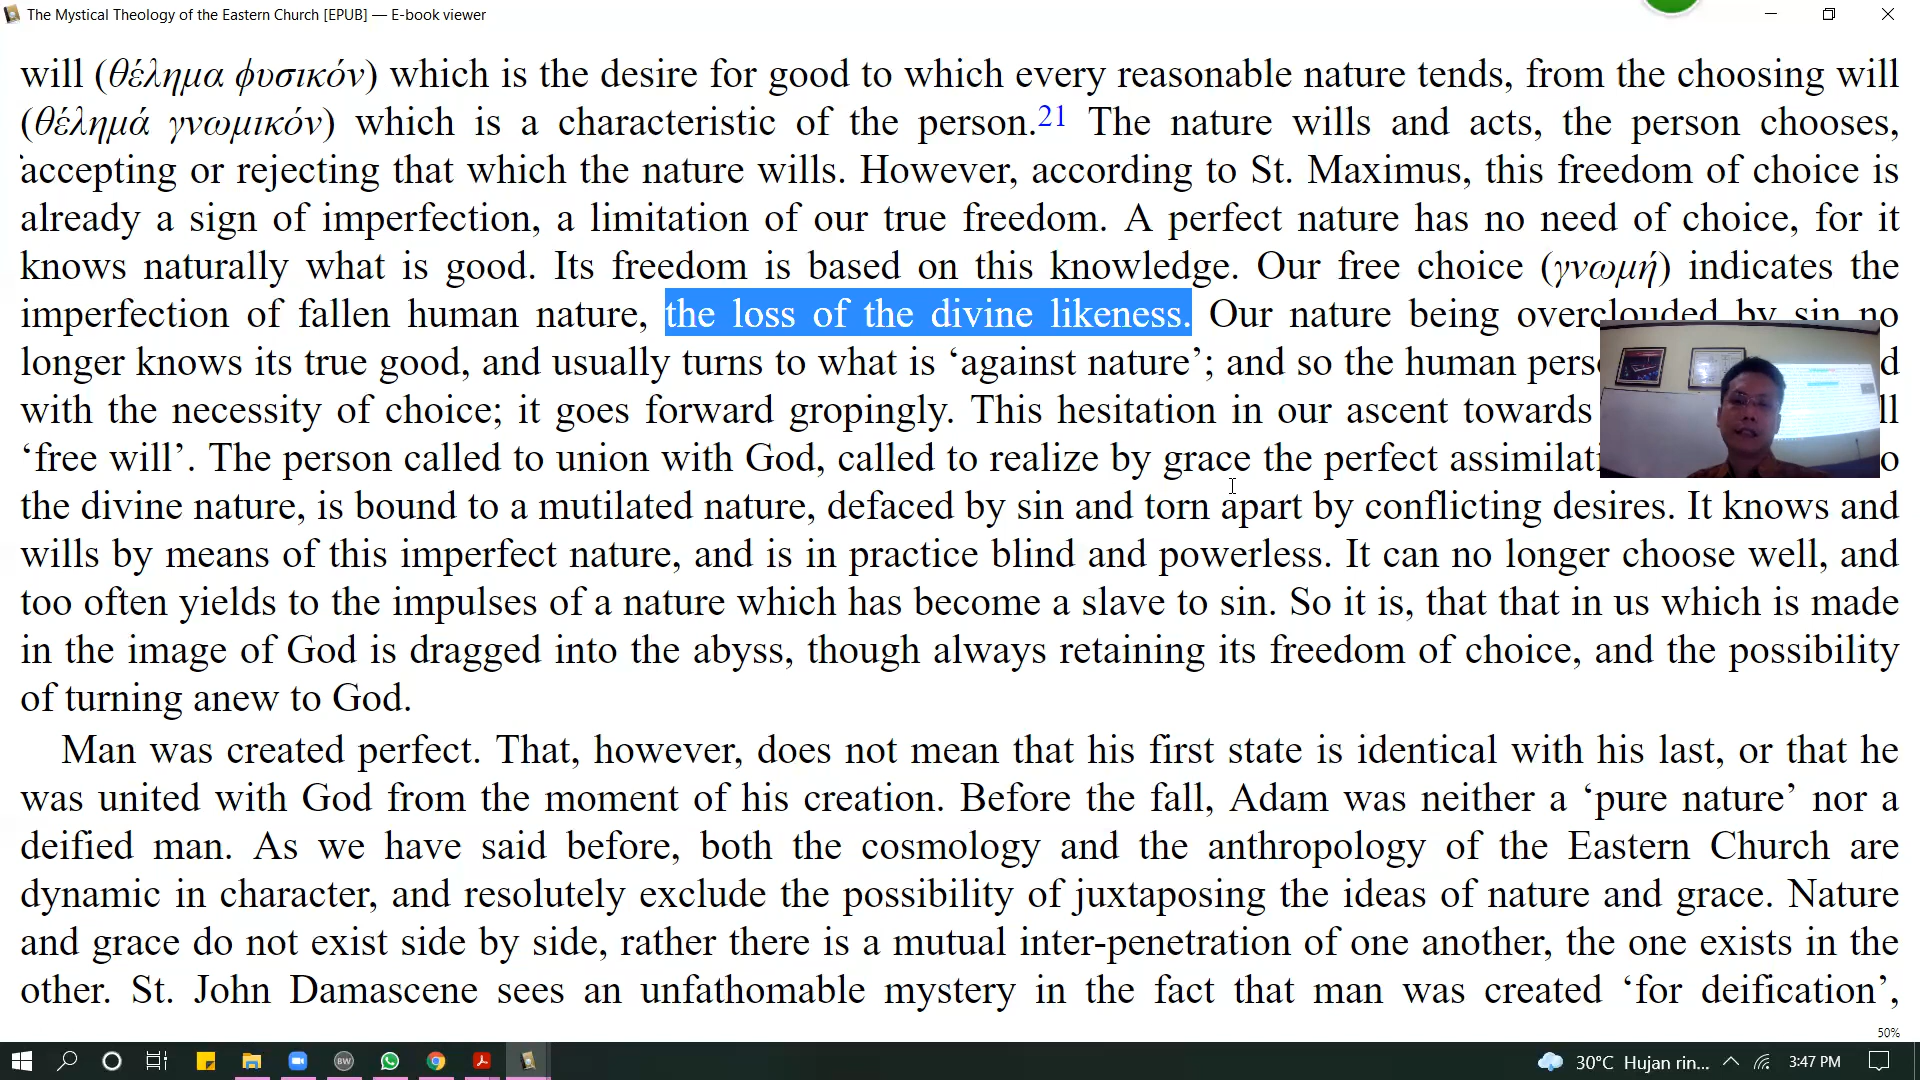 The Mystical Theology of the Eastern Church [EPUB] — E-book viewer
will (θέλημα φυσικόν) which is the desire for good to which every reasonable nature tends, from the choosing will
(θέλημά γνωμικόν) which is a characteristic of the person.21 The nature wills and acts, the person chooses,
accepting or rejecting that which the nature wills. However, according to St. Maximus, this freedom of choice is
already a sign of imperfection, a limitation of our true freedom. A perfect nature has no need of choice, for it
knows naturally what is good. Its freedom is based on this knowledge. Our free choice (γνωμή) indicates the
imperfection of fallen human nature, the loss of the divine likeness. Our nature being overclouded by sin no
longer knows its true good, and usually turns to what is ‘against nature’; and so the human pers d
with the necessity of choice; it goes forward gropingly. This hesitation in our ascent towards ll
‘free will’. The person called to union with God, called to realize by grace the perfect assimilati o
the divine nature, is bound to a mutilated nature, defaced by sin and torn apart by conflicting desires. It knows and
wills by means of this imperfect nature, and is in practice blind and powerless. It can no longer choose well, and
too often yields to the impulses of a nature which has become a slave to sin. So it is, that that in us which is made
in the image of God is dragged into the abyss, though always retaining its freedom of choice, and the possibility
of turning anew to God.
Man was created perfect. That, however, does not mean that his first state is identical with his last, or that he
was united with God from the moment of his creation. Before the fall, Adam was neither a ‘pure nature’ nor a
deified man. As we have said before, both the cosmology and the anthropology of the Eastern Church are
dynamic in character, and resolutely exclude the possibility of juxtaposing the ideas of nature and grace. Nature
and grace do not exist side by side, rather there is a mutual inter-penetration of one another, the one exists in the
other. St. John Damascene sees an unfathomable mystery in the fact that man was created ‘for deification’,
50%
BW
30°C Hujan rin...
3:47 PM